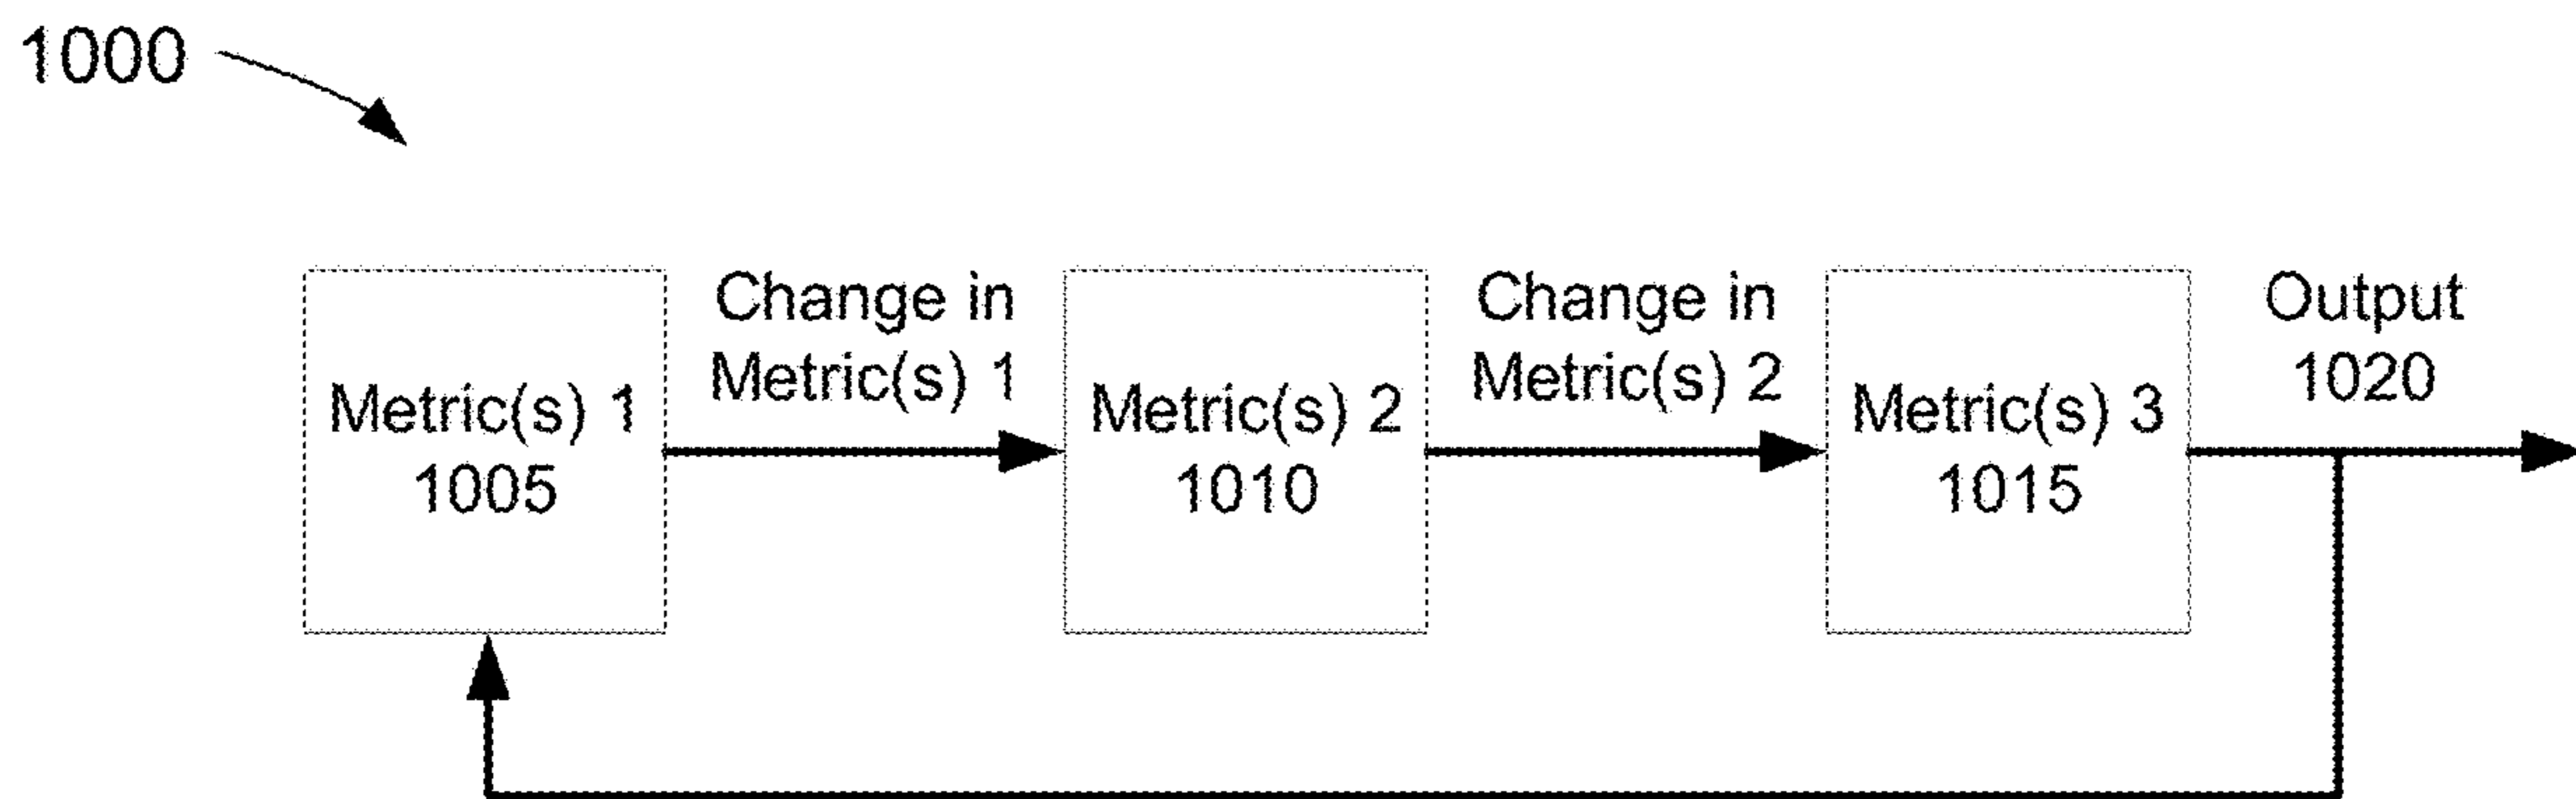 1000
Change in
Metric(s) 1
Change in
Metric(s) 2
Output
1020
Metric(s) 1
1005
Metric(s) 2
1010
Metric(s) 3
1015